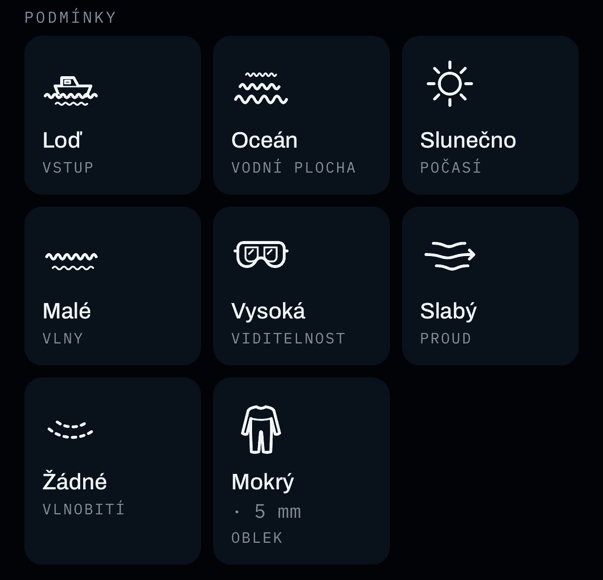 PODMÍNKY
Loď
VSTUP
Oceán
VODNÍ PLOCHA
Slunečno
POČASÍ
Malé
VLNY
Vysoká
VIDITELNOST
Slabý
PROUD
Žádné
VLNOBITÍ
Mokrý
· 5 mm
OBLEK